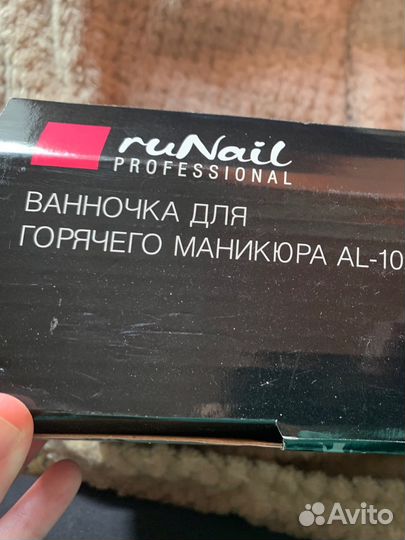 ruNail
PROFESSIONAL
ВАННОЧКА ДЛЯ
ГОРЯЧЕГО МАНИКЮРА AL-10
Avito